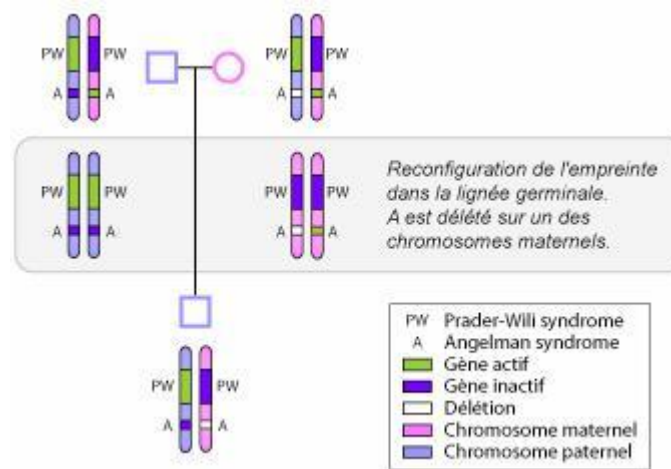 PW PW PW PW
A A A A
PW PW PW PW
A A A A
Reconfiguration de l'empreinte
dans la lignée germinale.
A est délété sur un des
chromosomes maternels.
PW PW
A A
PW Prader-Wili syndrome
A Angelman syndrome
Gène actif
Gène inactif
Délétion
Chromosome maternel
Chromosome paternel